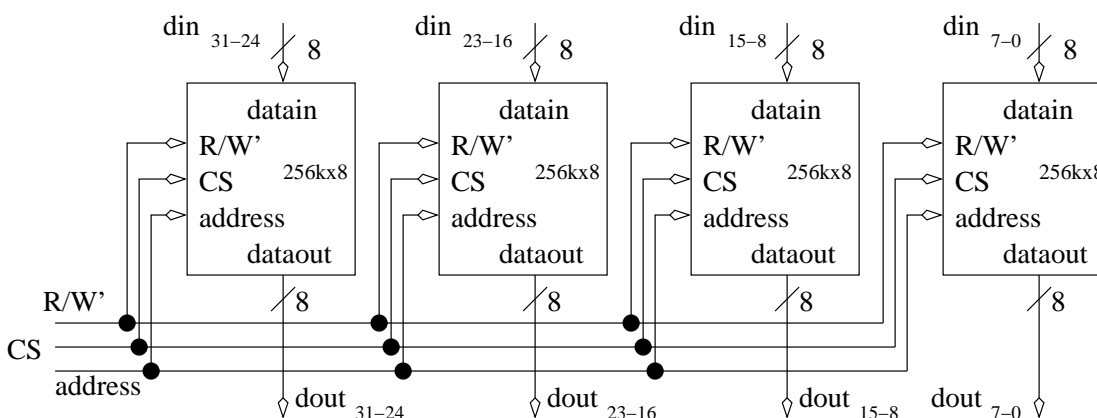 din 31–24 8 din 23–16 8 din 15–8 8 din 7–0 8
datain datain datain datain
R/W' R/W' R/W' R/W'
256kx8 256kx8 256kx8 256kx8
CS CS CS CS
address address address address
dataout dataout dataout dataout
R/W' 8 8 8 8
CS
address
dout 31–24 dout 23–16 dout 15–8 dout 7–0